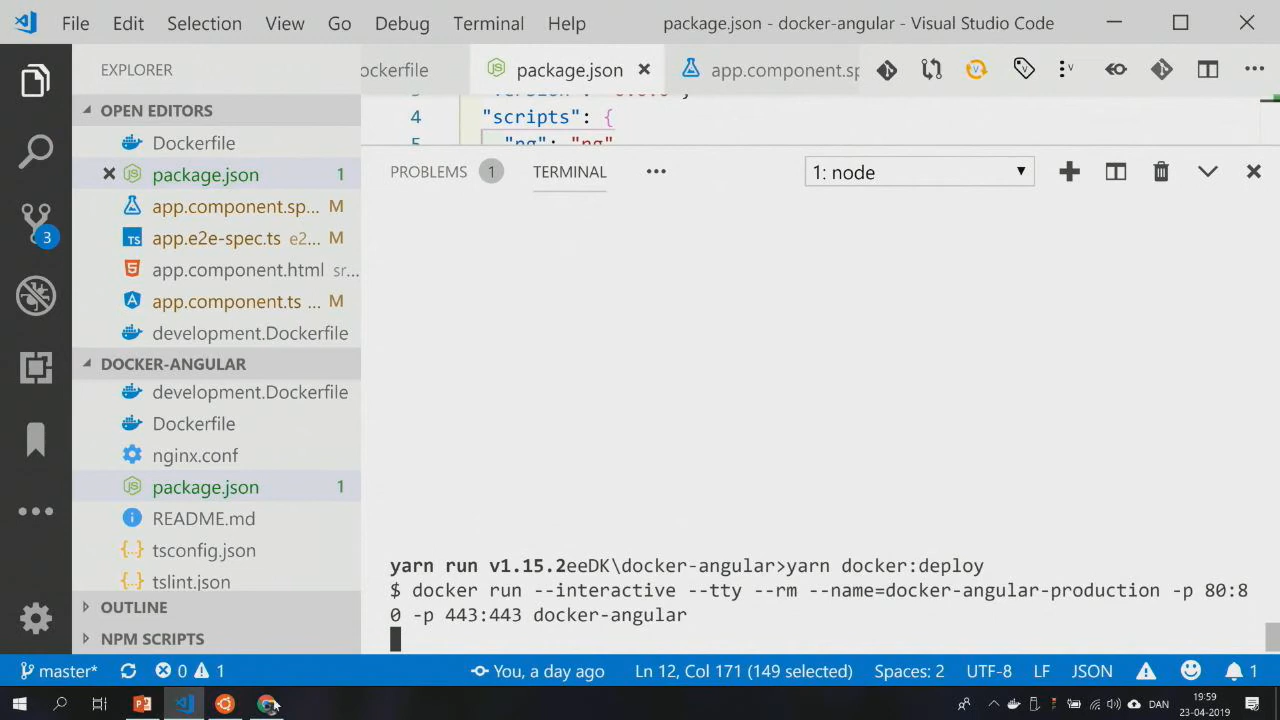 File Edit Selection View Go Debug Terminal Help package.json - docker-angular - Visual Studio Code
EXPLORER
ockerfile package.json app.component.sp
OPEN EDITORS
4 "scripts": {
5 "ng": "ng"
Dockerfile
package.json 1
app.component.sp... M
app.e2e-spec.ts e2... M
app.component.html sr...
app.component.ts ... M
development.Dockerfile
DOCKER-ANGULAR
development.Dockerfile
Dockerfile
nginx.conf
package.json 1
README.md
tsconfig.json
tslint.json
OUTLINE
NPM SCRIPTS
3
PROBLEMS 1 TERMINAL ... 1: node
yarn run v1.15.2eeDK\docker-angular>yarn docker:deploy
$ docker run --interactive --tty --rm --name=docker-angular-production -p 80:8
0 -p 443:443 docker-angular
master* 0 1 You, a day ago Ln 12, Col 171 (149 selected) Spaces: 2 UTF-8 LF JSON 1
DAN 19:59
23-04-2019